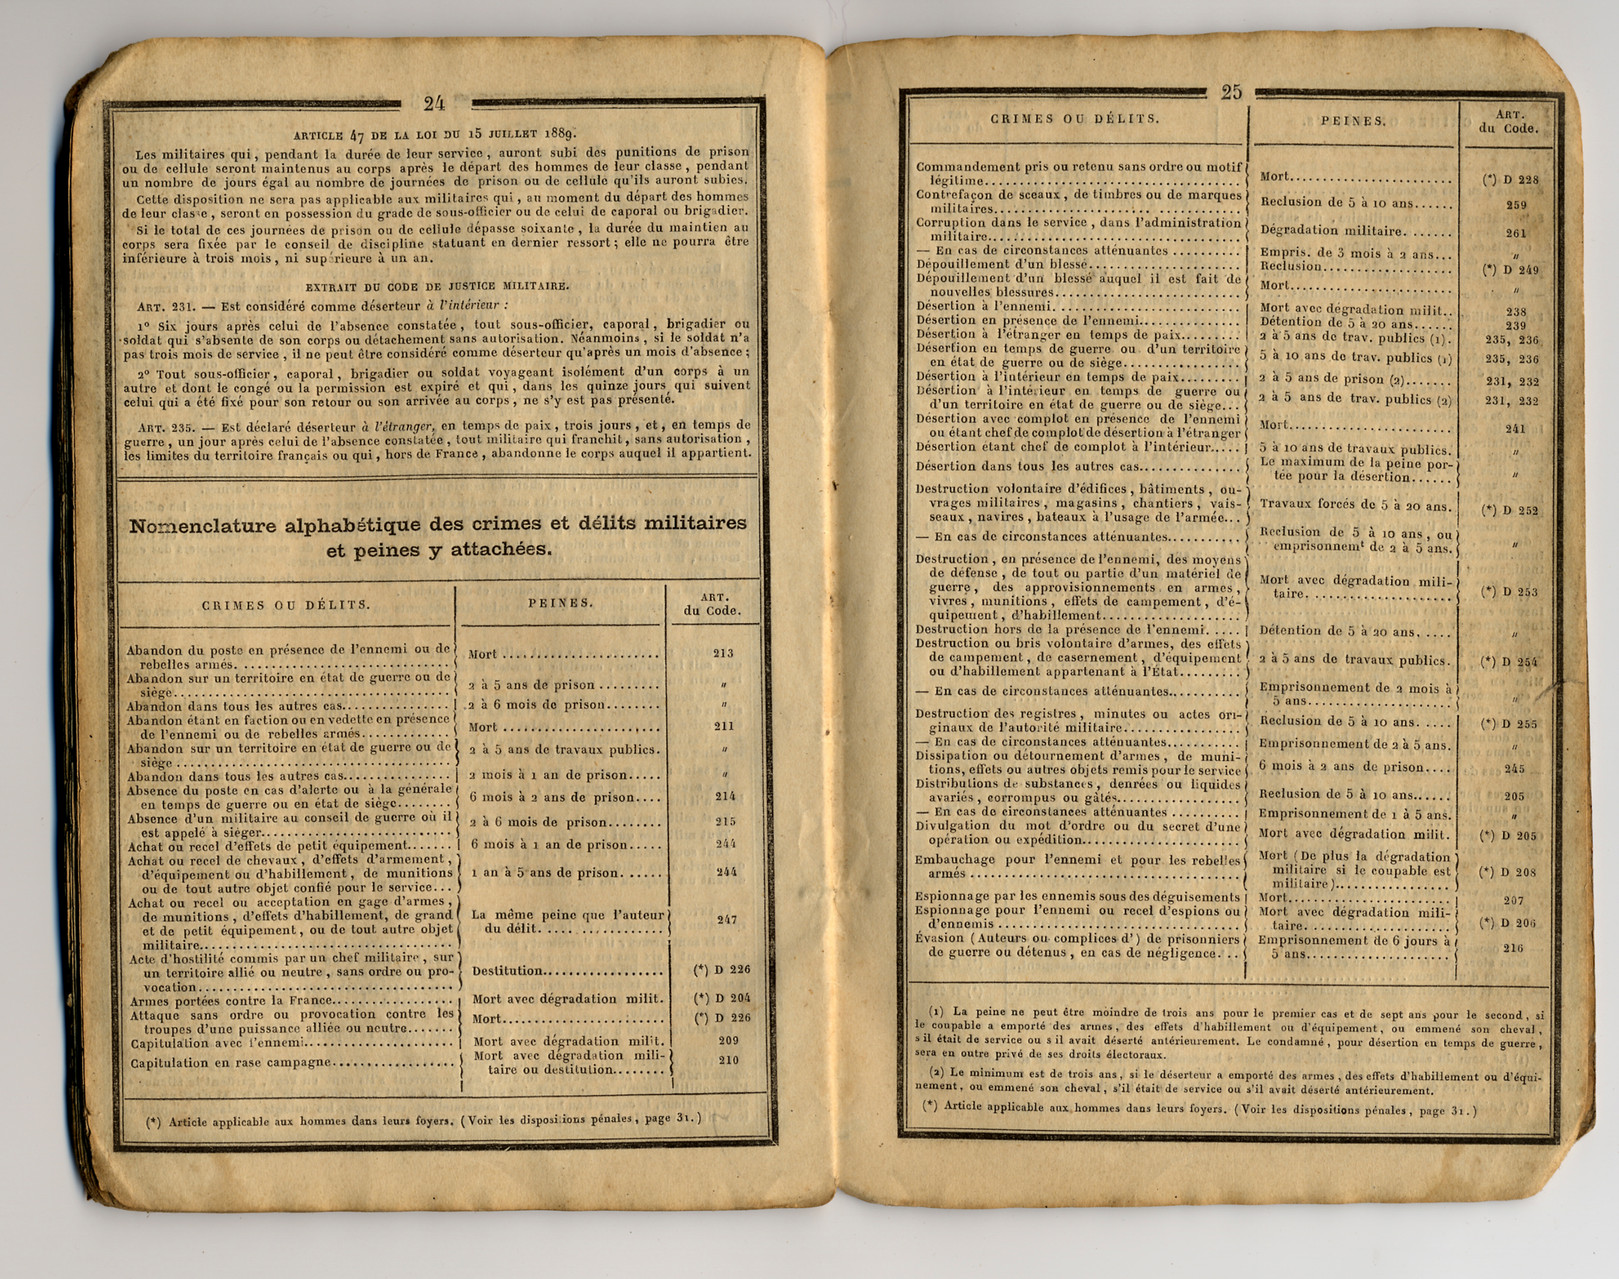 24
ARTICLE 47 DE LA LOI DU 15 JUILLET 1889.
Les militaires qui, pendant la durée de leur service, auront subi des punitions de prison
ou de cellule seront maintenus au corps après le départ des hommes de leur classe, pendant
un nombre de jours égal au nombre de journées de prison ou de cellule qu'ils auront subies.
Cette disposition ne sera pas applicable aux militaires qui, au moment du départ des hommes
de leur classe, seront en possession du grade de sous-officier ou de celui de caporal ou brigadier.
Si le total de ces journées de prison ou de cellule dépasse soixante, la durée du maintien au
corps sera fixée par le conseil de discipline statuant en dernier ressort; elle ne pourra être
inférieure à trois mois, ni supérieure à un an.
EXTRAIT DU CODE DE JUSTICE MILITAIRE.
ART. 231. — Est considéré comme déserteur à l'intérieur :
1° Six jours après celui de l'absence constatée, tout sous-officier, caporal, brigadier ou
soldat qui s'absente de son corps ou détachement sans autorisation. Néanmoins, si le soldat n'a
pas trois mois de service, il ne peut être considéré comme déserteur qu'après un mois d'absence;
2° Tout sous-officier, caporal, brigadier ou soldat voyageant isolément d'un corps à un
autre et dont le congé ou la permission est expiré et qui, dans les quinze jours qui suivent
celui qui a été fixé pour son retour ou son arrivée au corps, ne s'y est pas présenté.
ART. 235. — Est déclaré déserteur à l'étranger, en temps de paix, trois jours, et, en temps de
guerre, un jour après celui de l'absence constatée, tout militaire qui franchit, sans autorisation,
les limites du territoire français ou qui, hors de France, abandonne le corps auquel il appartient.
Nomenclature alphabétique des crimes et délits militaires
et peines y attachées.
CRIMES OU DÉLITS. PEINES. ART. du Code.
Abandon du poste en présence de l'ennemi ou de
rebelles armés. Mort 213
Abandon sur un territoire en état de guerre ou de
siège. 2 à 5 ans de prison "
Abandon dans tous les autres cas. 2 à 6 mois de prison "
Abandon étant en faction ou en vedette en présence
de l'ennemi ou de rebelles armés. Mort 211
Abandon sur un territoire en état de guerre ou de
siège 2 à 5 ans de travaux publics. "
Abandon dans tous les autres cas. 2 mois à 1 an de prison "
Absence du poste en cas d'alerte ou à la générale
en temps de guerre ou en état de siège. 6 mois à 2 ans de prison 214
Absence d'un militaire au conseil de guerre où il
est appelé à siéger. 2 à 6 mois de prison 215
Achat ou recel d'effets de petit équipement. 6 mois à 1 an de prison 244
Achat ou recel de chevaux, d'effets d'armement,
d'équipement ou d'habillement, de munitions
ou de tout autre objet confié pour le service. 1 an à 5 ans de prison. 244
Achat ou recel ou acceptation en gage d'armes,
de munitions, d'effets d'habillement, de grand
et de petit équipement, ou de tout autre objet
militaire. La même peine que l'auteur
du délit. 247
Acte d'hostilité commis par un chef militaire, sur
un territoire allié ou neutre, sans ordre ou pro-
vocation Destitution. (*) D 226
Armes portées contre la France. Mort avec dégradation milit. (*) D 204
Attaque sans ordre ou provocation contre les
troupes d'une puissance alliée ou neutre. Mort. (*) D 226
Capitulation avec l'ennemi. Mort avec dégradation milit. 209
Capitulation en rase campagne. Mort avec dégradation mili-
taire ou destitution. 210
(*) Article applicable aux hommes dans leurs foyers. (Voir les dispositions pénales, page 31.)
25
CRIMES OU DÉLITS. PEINES. ART. du Code.
Commandement pris ou retenu sans ordre ou motif
légitime. Mort. (*) D 228
Contrefaçon de sceaux, de timbres ou de marques
militaires. Reclusion de 5 à 10 ans. 259
Corruption dans le service, dans l'administration
militaire. Dégradation militaire. 261
— En cas de circonstances atténuantes Empris. de 3 mois à 2 ans. "
Dépouillement d'un blessé. Reclusion. (*) D 249
Dépouillement d'un blessé auquel il est fait de
nouvelles blessures. Mort. "
Désertion à l'ennemi. Mort avec dégradation milit. 238
Désertion en présence de l'ennemi. Détention de 5 à 20 ans. 239
Désertion à l'étranger en temps de paix. 2 à 5 ans de trav. publics (1). 235, 236
Désertion en temps de guerre ou d'un territoire
en état de guerre ou de siège. 5 à 10 ans de trav. publics (1) 235, 236
Désertion à l'intérieur en temps de paix. 2 à 5 ans de prison (2) 231, 232
Désertion à l'intérieur en temps de guerre ou
d'un territoire en état de guerre ou de siège. 2 à 5 ans de trav. publics (2) 231, 232
Désertion avec complot en présence de l'ennemi
ou étant chef de complot de désertion à l'étranger Mort. 241
Désertion étant chef de complot à l'intérieur. 5 à 10 ans de travaux publics. "
Désertion dans tous les autres cas. Le maximum de la peine por-
tée pour la désertion. "
Destruction volontaire d'édifices, bâtiments, ou-
vrages militaires, magasins, chantiers, vais-
seaux, navires, bateaux à l'usage de l'armée. Travaux forcés de 5 à 20 ans. (*) D 252
— En cas de circonstances atténuantes. Reclusion de 5 à 10 ans, ou
emprisonnemt de 2 à 5 ans. "
Destruction, en présence de l'ennemi, des moyens
de défense, de tout ou partie d'un matériel de
guerre, des approvisionnements en armes,
vivres, munitions, effets de campement, d'é-
quipement, d'habillement. Mort avec dégradation mili-
taire. (*) D 253
Destruction hors de la présence de l'ennemi. Détention de 5 à 20 ans. "
Destruction ou bris volontaire d'armes, des effets
de campement, de casernement, d'équipement
ou d'habillement appartenant à l'État. 2 à 5 ans de travaux publics. (*) D 254
— En cas de circonstances atténuantes. Emprisonnement de 2 mois à
5 ans. "
Destruction des registres, minutes ou actes ori-
ginaux de l'autorité militaire. Reclusion de 5 à 10 ans. (*) D 255
— En cas de circonstances atténuantes. Emprisonnement de 2 à 5 ans. "
Dissipation ou détournement d'armes, de muni-
tions, effets ou autres objets remis pour le service 6 mois à 2 ans de prison. 245
Distributions de substances, denrées ou liquides
avariés, corrompus ou gâtés. Reclusion de 5 à 10 ans. 205
— En cas de circonstances atténuantes Emprisonnement de 1 à 5 ans. "
Divulgation du mot d'ordre ou du secret d'une
opération ou expédition. Mort avec dégradation milit. (*) D 205
Embauchage pour l'ennemi et pour les rebelles
armés Mort (De plus la dégradation
militaire si le coupable est
militaire). (*) D 208
Espionnage par les ennemis sous des déguisements Mort. 207
Espionnage pour l'ennemi ou recel d'espions ou
d'ennemis Mort avec dégradation mili-
taire. (*) D 206
Évasion (Auteurs ou complices d') de prisonniers
de guerre ou détenus, en cas de négligence. Emprisonnement de 6 jours à
5 ans. 216
(1) La peine ne peut être moindre de trois ans pour le premier cas et de sept ans pour le second, si
le coupable a emporté des armes, des effets d'habillement ou d'équipement, ou emmené son cheval,
s'il était de service ou s'il avait déserté antérieurement. Le condamné, pour désertion en temps de guerre,
sera en outre privé de ses droits électoraux.
(2) Le minimum est de trois ans, si le déserteur a emporté des armes, des effets d'habillement ou d'équi-
nement, ou emmené son cheval, s'il était de service ou s'il avait déserté antérieurement.
(*) Article applicable aux hommes dans leurs foyers. (Voir les dispositions pénales, page 31.)